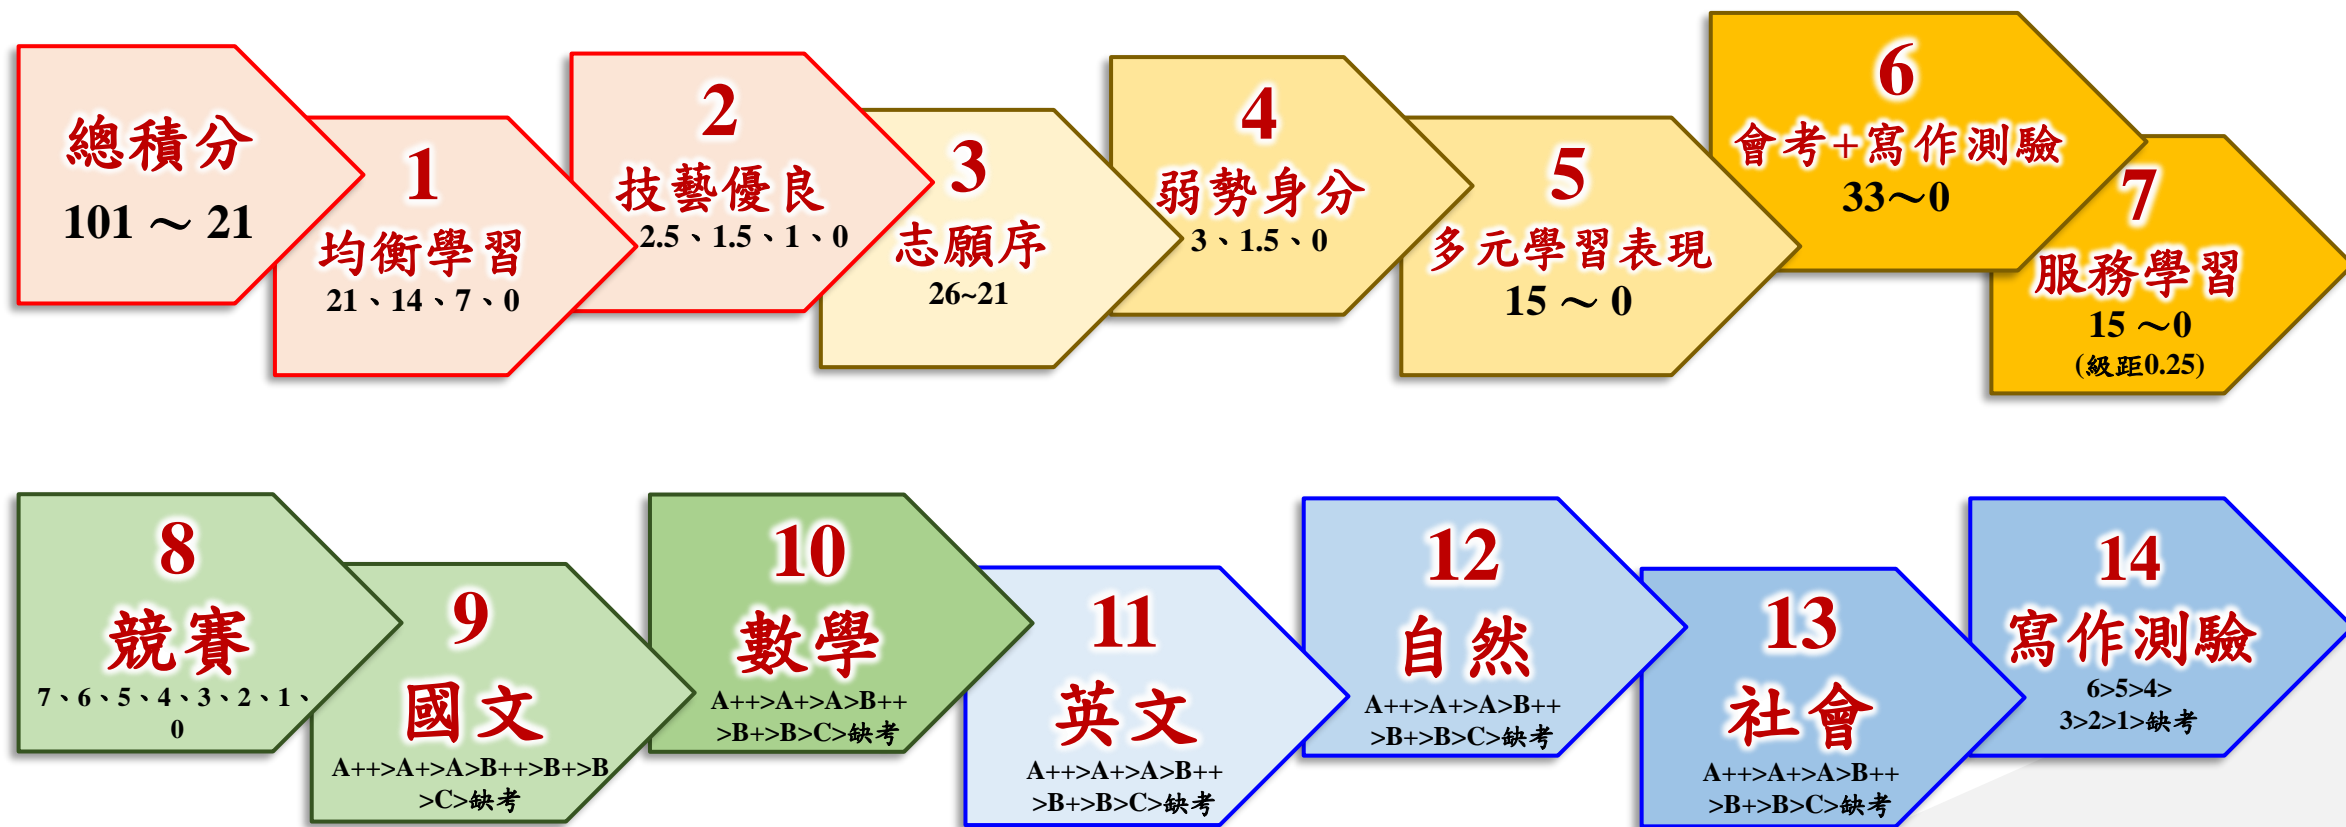 總積分
101 ～ 21
1
均衡學習
21、14、7、0
2
技藝優良
2.5、1.5、1、0
3
志願序
26~21
4
弱勢身分
3、1.5、0
5
多元學習表現
15 ～ 0
6
會考+寫作測驗
33～0
7
服務學習
15 ～0
(級距0.25)
8
競賽
7、6、5、4、3、2、1、
0
9
國文
A++>A+>A>B++>B+>B
>C>缺考
10
數學
A++>A+>A>B++
>B+>B>C>缺考
11
英文
A++>A+>A>B++
>B+>B>C>缺考
12
自然
A++>A+>A>B++
>B+>B>C>缺考
13
社會
A++>A+>A>B++
>B+>B>C>缺考
14
寫作測驗
6>5>4>
3>2>1>缺考